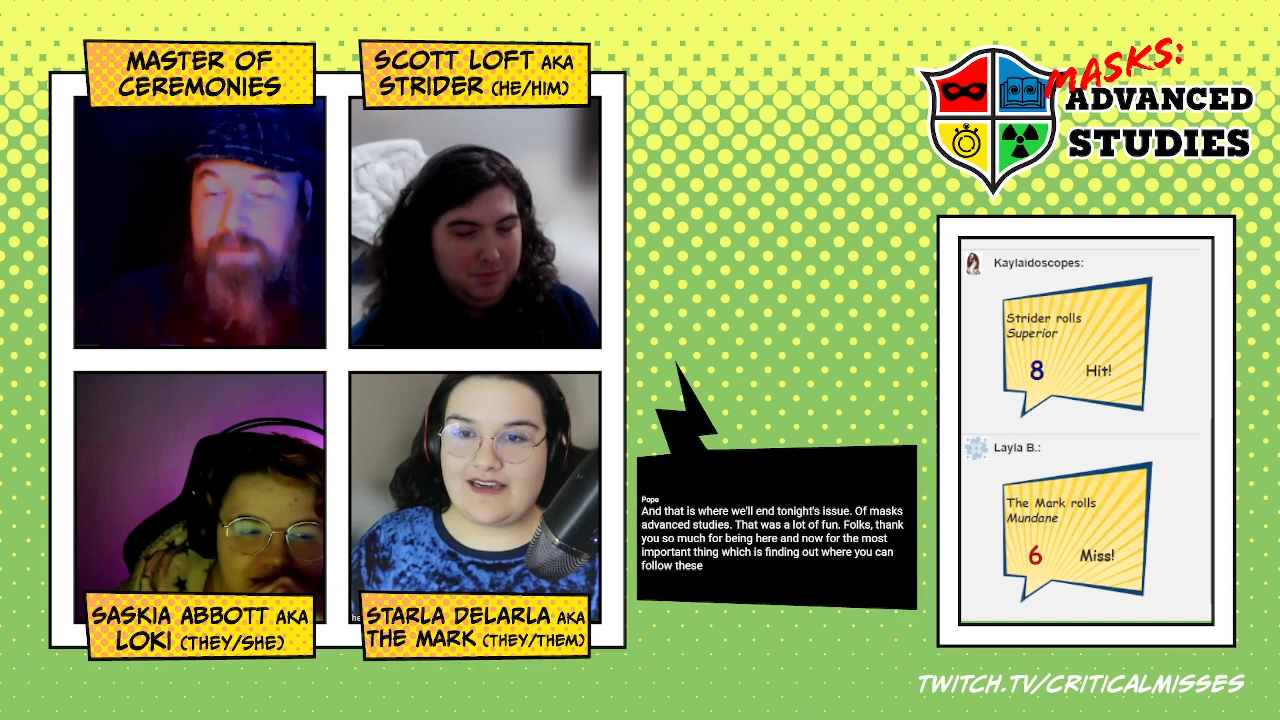 MASTER OF
CEREMONIES
SCOTT LOFT AKA
STRIDER (HE/HIM)
SASKIA ABBOTT AKA
LOKI (THEY/SHE)
STARLA DELARLA AKA
THE MARK (THEY/THEM)
Pope
And that is where we'll end tonight's issue. Of masks
advanced studies. That was a lot of fun. Folks, thank
you so much for being here and now for the most
important thing which is finding out where you can
follow these
MASKS:
ADVANCED
STUDIES
Kaylaidoscopes:
Strider rolls
Superior
8 Hit!
Layla B.:
The Mark rolls
Mundane
6 Miss!
TWITCH.TV/CRITICALMISSES